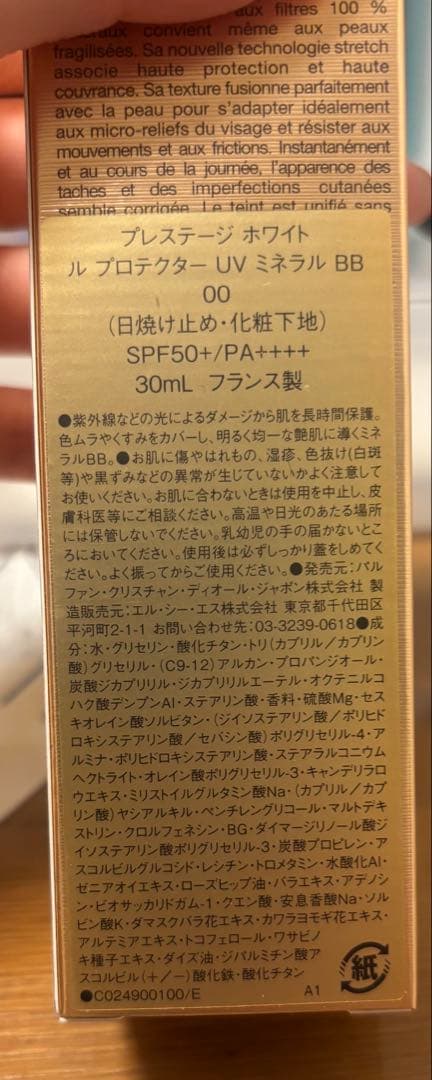 aux filtres 100 %
convient même aux peaux
fragilisées. Sa nouvelle technologie stretch
associe haute protection et haute
couvrance. Sa texture fusionne parfaitement
avec la peau pour s'adapter idéalement
aux micro-reliefs du visage et résister aux
mouvements et aux frictions. Instantanément
et au cours de la journée, l'apparence des
taches et des imperfections cutanées
semble corrigée. Le teint est unifié sans
プレステージ ホワイト
ル プロテクター UV ミネラル BB
00
(日焼け止め・化粧下地)
SPF50+/PA++++
30mL フランス製
●紫外線などの光によるダメージから肌を長時間保護。
色ムラやくすみをカバーし、明るく均一な艶肌に導くミネ
ラルBB。●お肌に傷やはれもの、湿疹、色抜け(白斑
等)や黒ずみなどの異常が生じていないかよく注意して
お使いください。お肌に合わないときは使用を中止し、皮
膚科医等にご相談ください。高温や日光のあたる場所
には保管しないでください。乳幼児の手の届かないとこ
ろにおいてください。使用後は必ずしっかり蓋をしめてく
ださい。よく振ってからご使用ください。●発売元:パル
ファン・クリスチャン・ディオール・ジャポン株式会社 製
造販売元:エル・シー・エス株式会社 東京都千代田区
平河町2-1-1 お問い合わせ先:03-3239-0618●成
分:水・グリセリン・酸化チタン・トリ(カプリル/カプリン
酸)グリセリル・(C9-12)アルカン・プロパンジオール・
炭酸ジカプリリル・ジカプリリルエーテル・オクテニルコ
ハク酸デンプンAl・ステアリン酸・香料・硫酸Mg・セス
キオレイン酸ソルビタン・(ジイソステアリン酸/ポリヒド
ロキシステアリン酸/セバシン酸)ポリグリセリル-4・ア
ルミナ・ポリヒドロキシステアリン酸・ステアラルコニウム
ヘクトライト・オレイン酸ポリグリセリル-3・キャンデリラロ
ウエキス・ミリストイルグルタミン酸Na・(カプリル/カプ
リン酸)ヤシアルキル・ペンチレングリコール・マルトデキ
ストリン・クロルフェネシン・BG・ダイマージリノール酸ジ
イソステアリン酸ポリグリセリル-3・炭酸プロピレン・ア
スコルビルグルコシド・レシチン・トロメタミン・水酸化Al・
ゼニアオイエキス・ローズヒップ油・バラエキス・アデノシ
ン・ビオサッカリドガム-1・クエン酸・安息香酸Na・ソル
ビン酸K・ダマスクバラ花エキス・カワラヨモギ花エキス・
アルテミアエキス・トコフェロール・ワサビノ
キ種子エキス・ダイズ油・ジパルミチン酸ア
スコルビル(+/-)酸化鉄・酸化チタン
●C024900100/E A1
紙